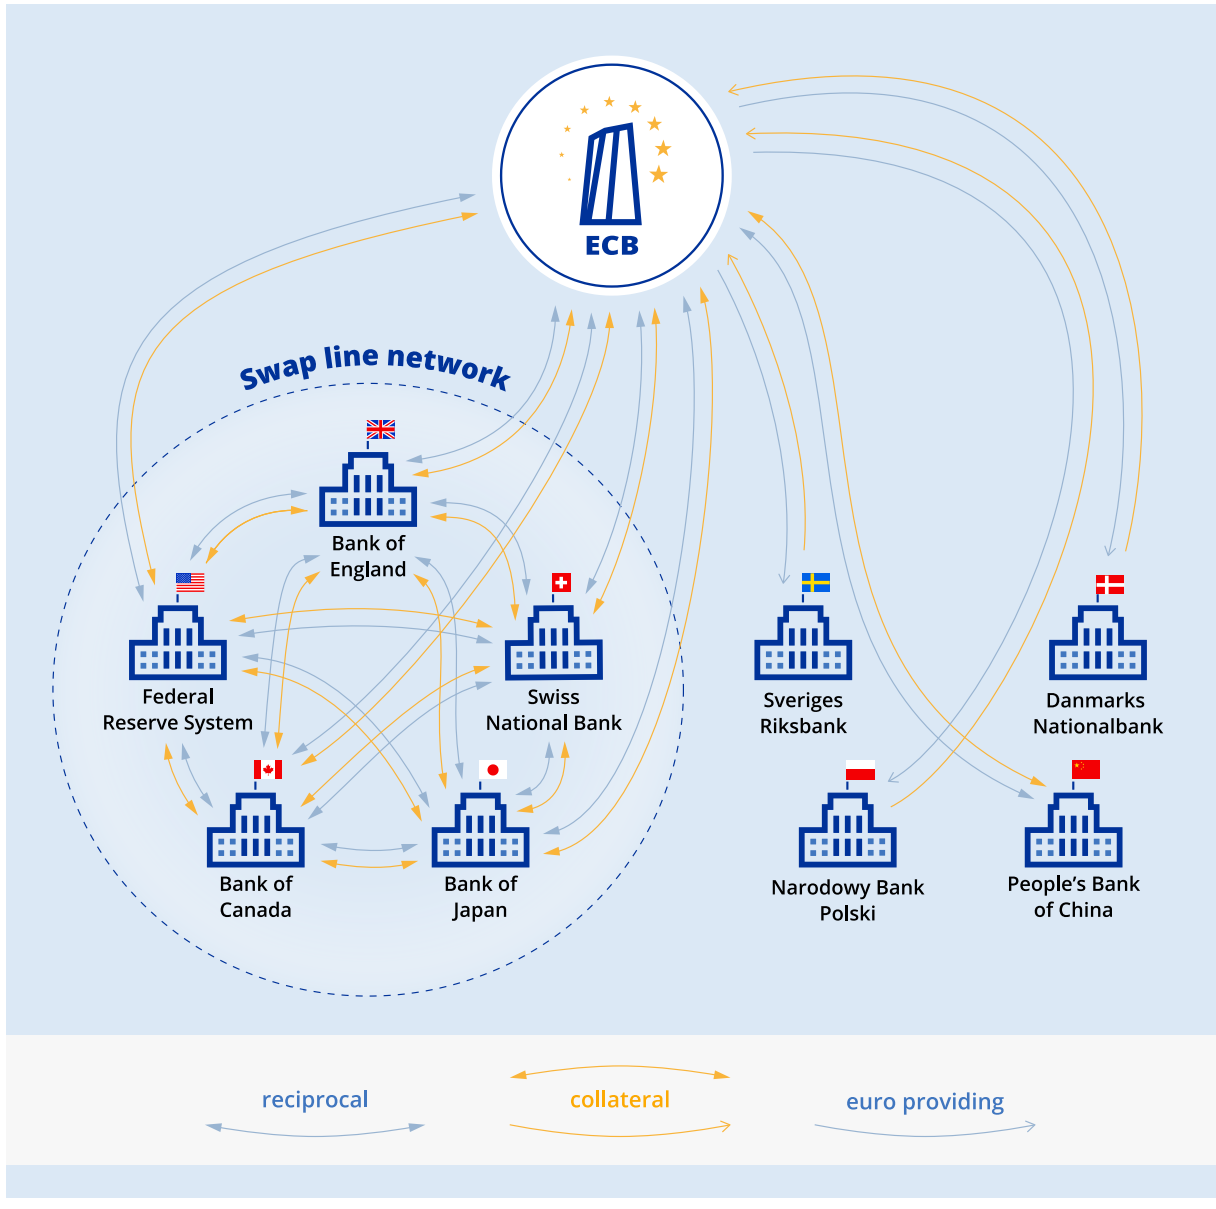 ECB
Swap line network
Bank of
England
Federal
Reserve System
Swiss
National Bank
Sveriges
Riksbank
Danmarks
Nationalbank
Bank of
Canada
Bank of
Japan
Narodowy Bank
Polski
People’s Bank
of China
reciprocal
collateral
euro providing